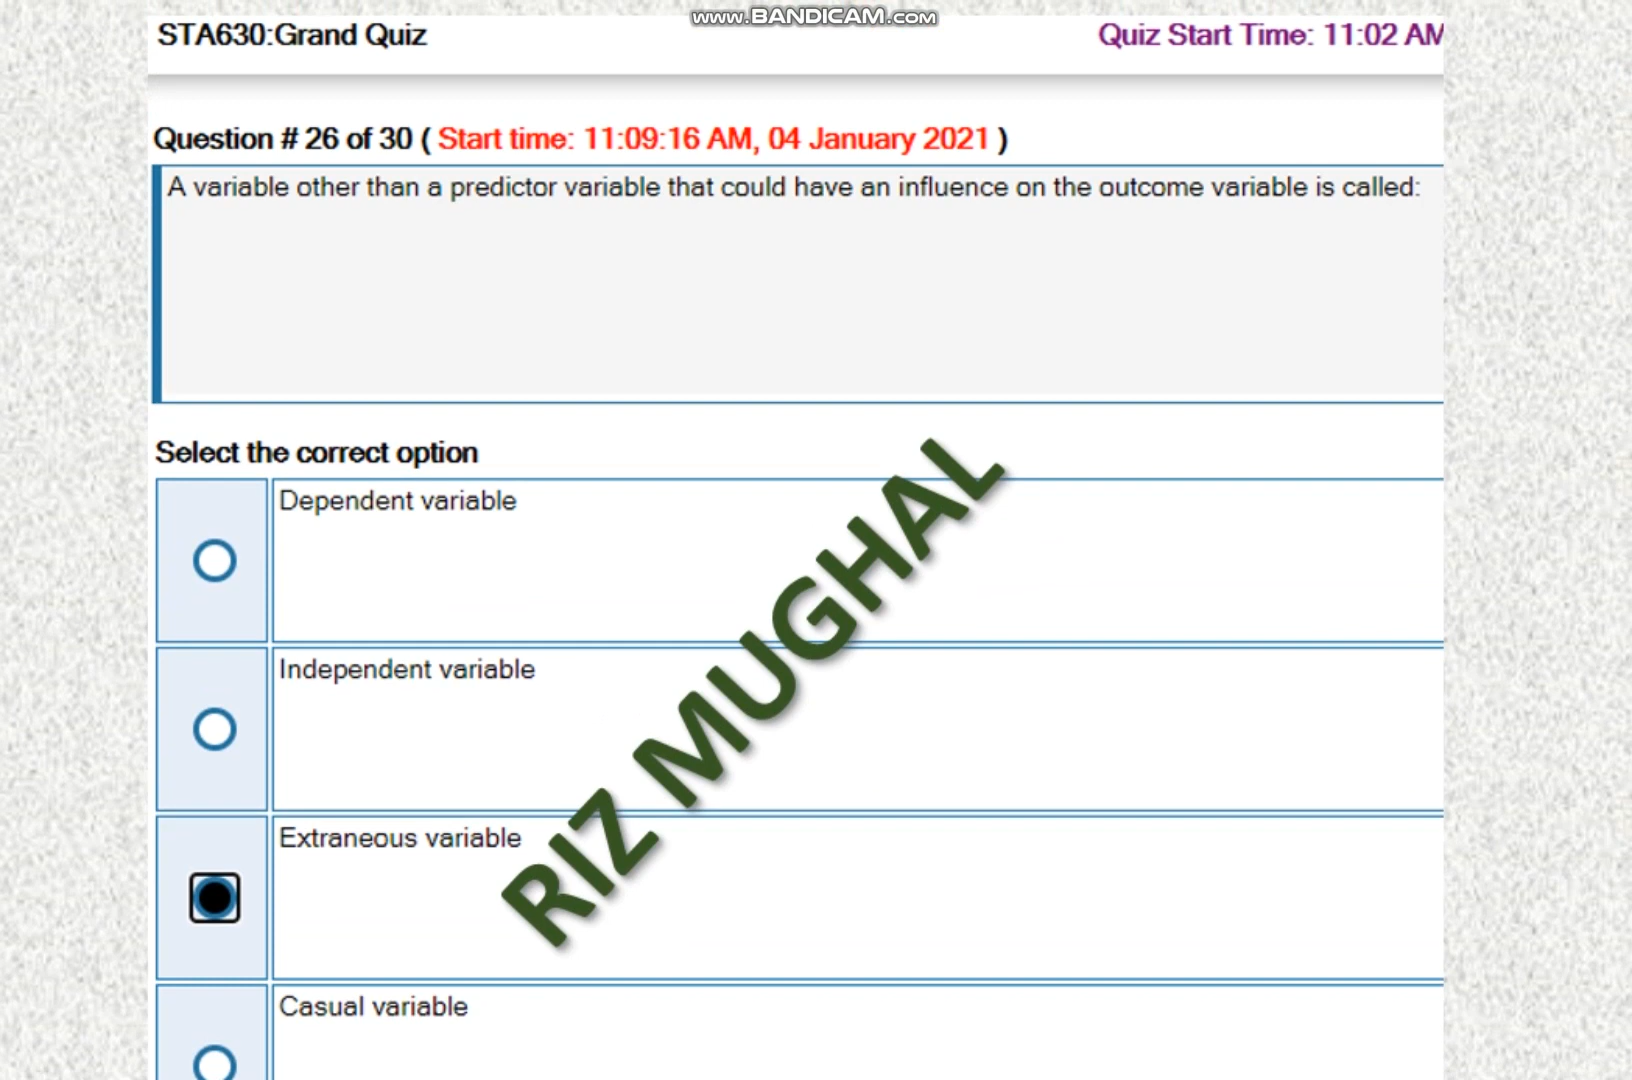 www.BANDICAM.com
STA630:Grand Quiz
Quiz Start Time: 11:02 AM
Question # 26 of 30 ( Start time: 11:09:16 AM, 04 January 2021 )
A variable other than a predictor variable that could have an influence on the outcome variable is called:
Select the correct option
Dependent variable
Independent variable
Extraneous variable
Casual variable
RIZ MUGHAL